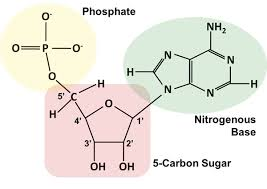 Phosphate
O⁻
NH₂
O
P
O⁻
N
N
O
H
N
N
H
5'
C
H
H
O
4'
1'
Nitrogenous
Base
3'
2'
OH
OH
5-Carbon Sugar